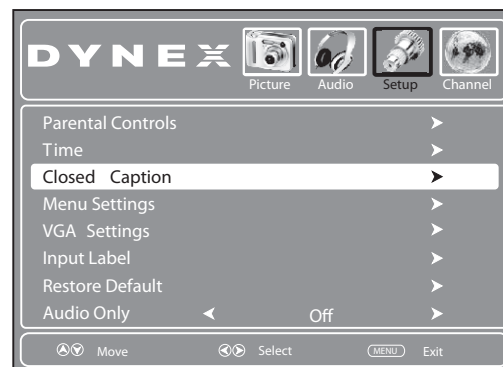 DYNEX
Picture Audio Setup Channel
Parental Controls
Time
Closed Caption
Menu Settings
VGA Settings
Input Label
Restore Default
Audio Only Off
Move Select MENU Exit